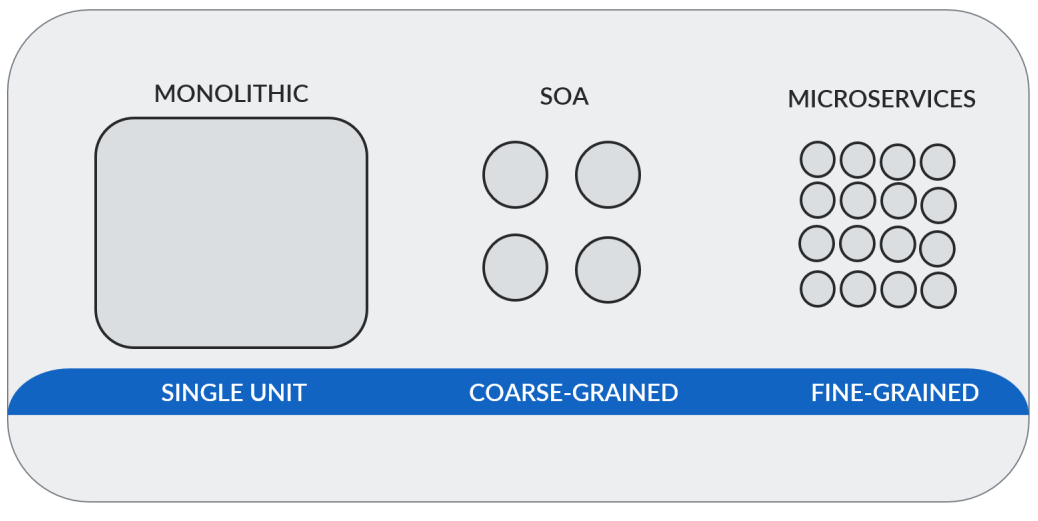 MONOLITHIC
SOA
MICROSERVICES
SINGLE UNIT
COARSE-GRAINED
FINE-GRAINED